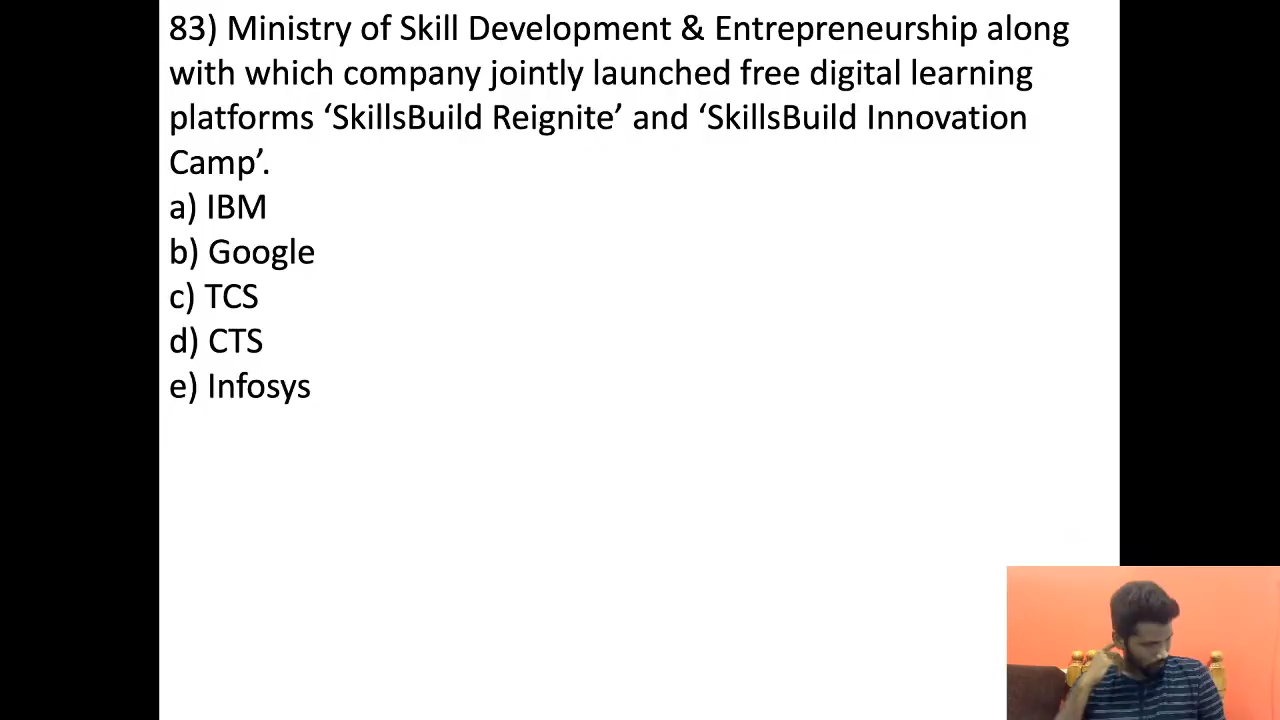 83) Ministry of Skill Development & Entrepreneurship along
with which company jointly launched free digital learning
platforms ‘SkillsBuild Reignite’ and ‘SkillsBuild Innovation
Camp’.
a) IBM
b) Google
c) TCS
d) CTS
e) Infosys